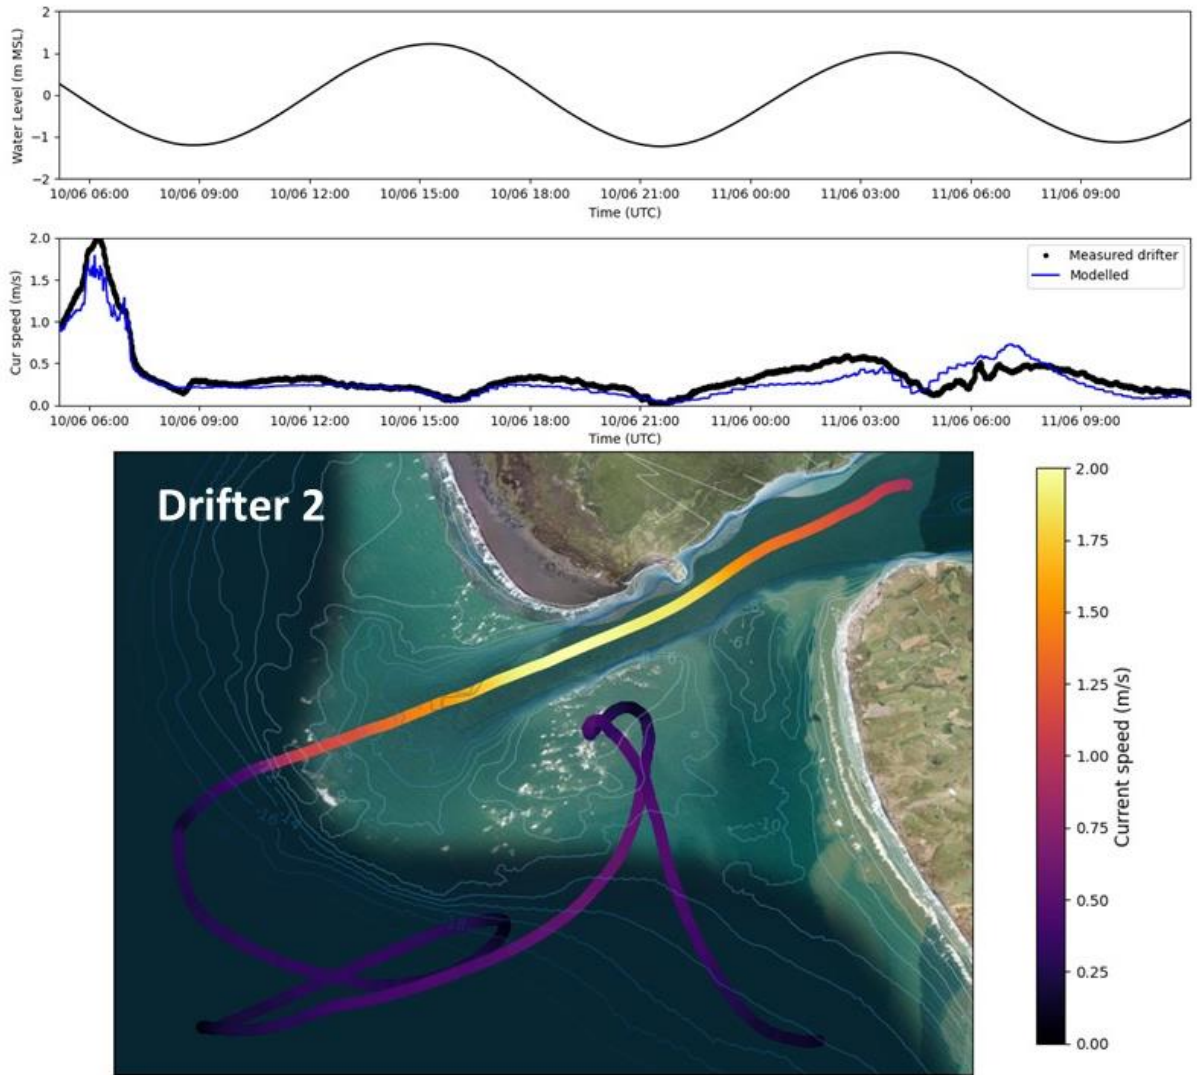 2
1
0
−1
−2
Water Level (m MSL)
10/06 06:00 10/06 09:00 10/06 12:00 10/06 15:00 10/06 18:00 10/06 21:00 11/06 00:00 11/06 03:00 11/06 06:00 11/06 09:00
Time (UTC)
2.0
1.5
1.0
0.5
0.0
Cur speed (m/s)
Measured drifter
Modelled
10/06 06:00 10/06 09:00 10/06 12:00 10/06 15:00 10/06 18:00 10/06 21:00 11/06 00:00 11/06 03:00 11/06 06:00 11/06 09:00
Time (UTC)
Drifter 2
2.00
1.75
1.50
1.25
1.00
0.75
0.50
0.25
0.00
Current speed (m/s)